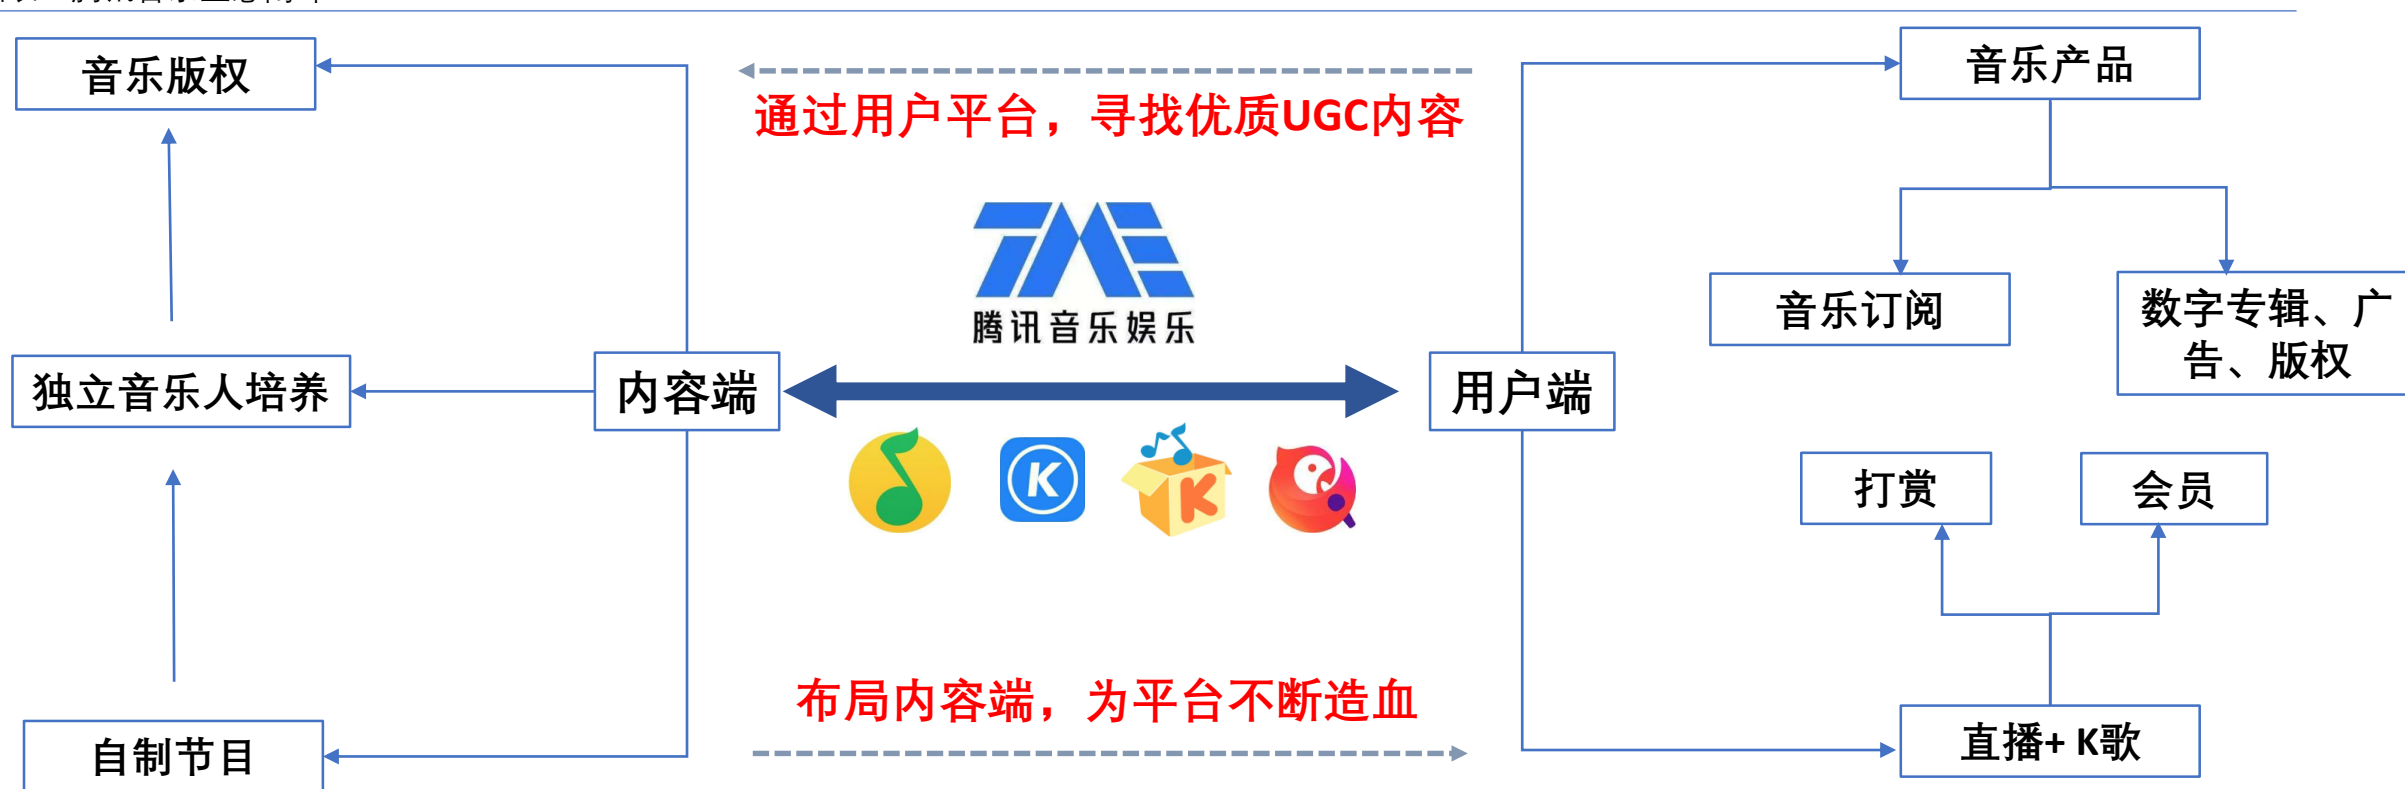 音乐版权
音乐产品
通过用户平台，寻找优质UGC内容
腾讯音乐娱乐
音乐订阅
数字专辑、广
告、版权
独立音乐人培养
内容端
用户端
K
K
打赏
会员
布局内容端，为平台不断造血
自制节目
直播+ K歌